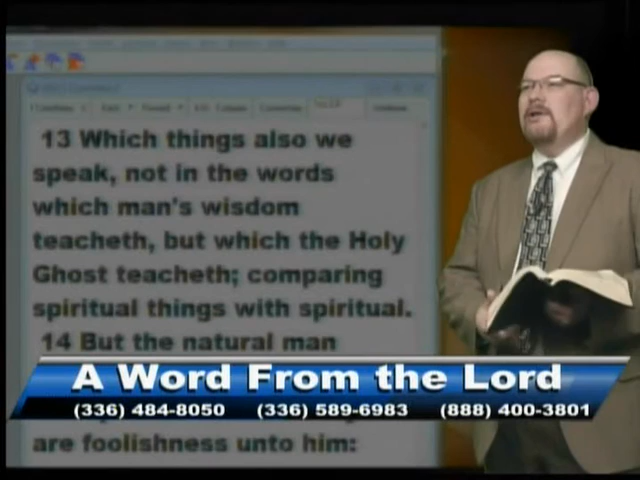 13 Which things also we
speak, not in the words
which man's wisdom
teacheth, but which the Holy
Ghost teacheth; comparing
spiritual things with spiritual.
14 But the natural man
A Word From the Lord
(336) 484-8050 (336) 589-6983 (888) 400-3801
are foolishness unto him: